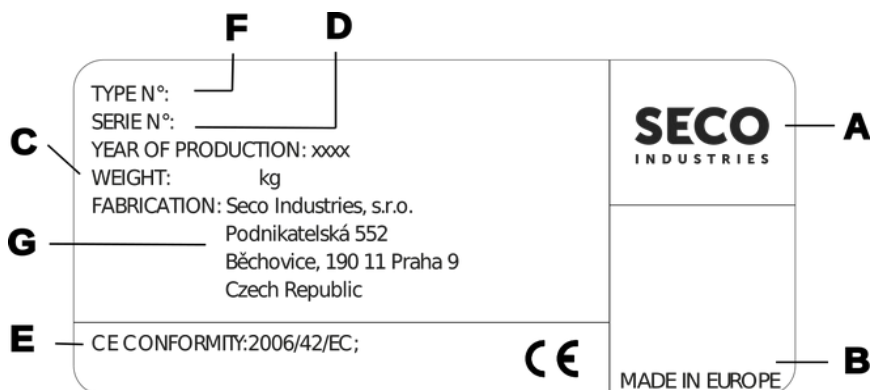 F
D
TYPE N°:
SERIE N°:
C
YEAR OF PRODUCTION: xxxx
WEIGHT: kg
FABRICATION: Seco Industries, s.r.o.
G
Podnikatelská 552
Běchovice, 190 11 Praha 9
Czech Republic
E
CE CONFORMITY:2006/42/EC;
CE
SECO
INDUSTRIES
A
MADE IN EUROPE
B